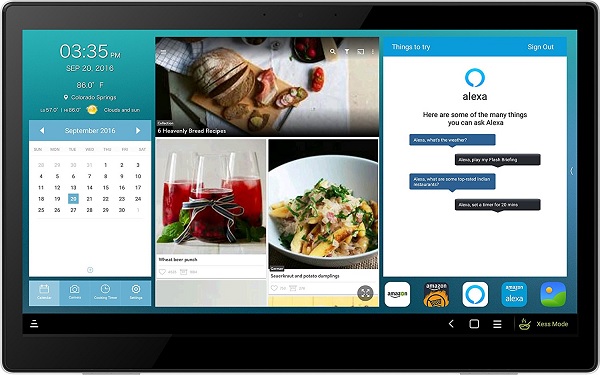 03:35 PM
SEP 20, 2016
86.0° F
Colorado Springs
Lo 57.0° | Hi 86.0°
Clouds and sun
September 2016
SUN MON TUE WED THU FRI SAT
28 29 30 31 1 2 3
4 5 6 7 8 9 10
11 12 13 14 15 16 17
18 19 20 21 22 23 24
25 26 27 28 29 30 1
Calendar
Camera
Cooking Timer
Settings
Collection
6 Heavenly Bread Recipes
Wheat beer punch
German
Sauerkraut and potato dumplings
Things to try
Sign Out
alexa
Here are some of the many things
you can ask Alexa
Alexa, what's the weather?
Alexa, play my Flash Briefing
Alexa, what are some top-rated Indian
restaurants?
Alexa, set a timer for 20 mins
amazon
amazon
amazon
alexa
Xess Mode